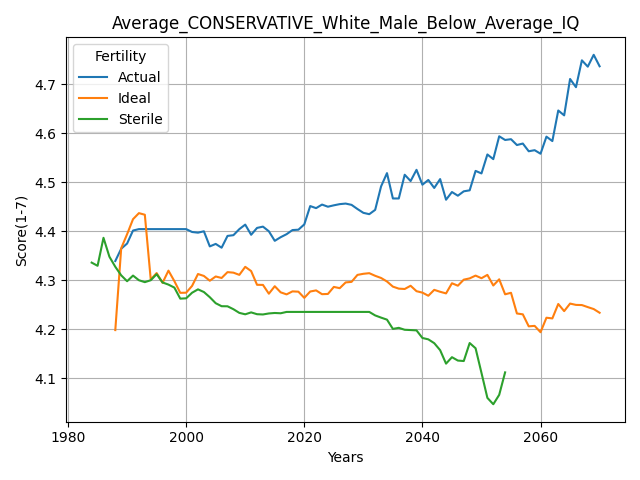 Average_CONSERVATIVE_White_Male_Below_Average_IQ
Fertility
Actual
Ideal
Sterile
Score(1-7)
4.7
4.6
4.5
4.4
4.3
4.2
4.1
1980
2000
2020
2040
2060
Years